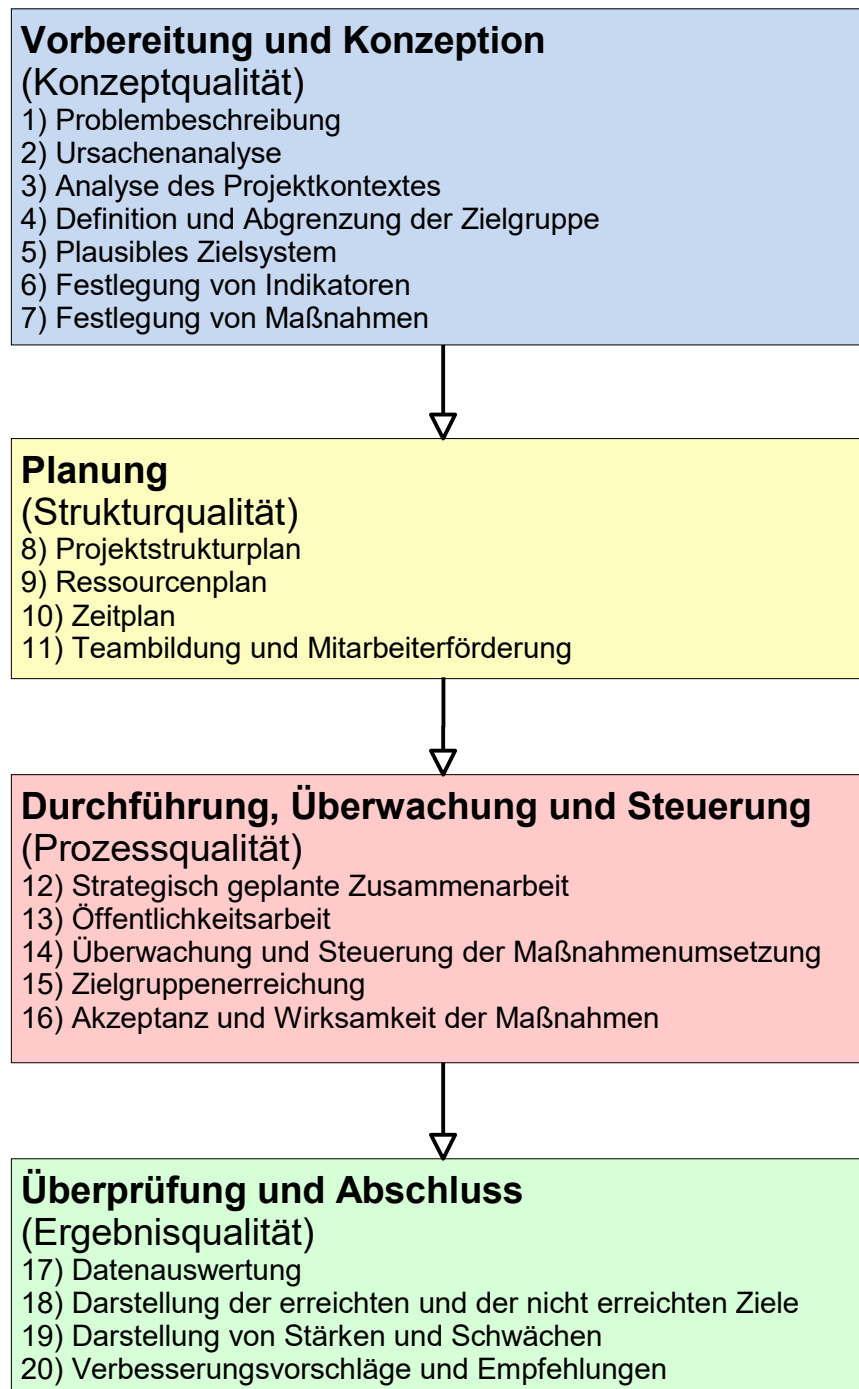 Vorbereitung und Konzeption
(Konzeptqualität)
1) Problembeschreibung
2) Ursachenanalyse
3) Analyse des Projektkontextes
4) Definition und Abgrenzung der Zielgruppe
5) Plausibles Zielsystem
6) Festlegung von Indikatoren
7) Festlegung von Maßnahmen
Planung
(Strukturqualität)
8) Projektstrukturplan
9) Ressourcenplan
10) Zeitplan
11) Teambildung und Mitarbeiterförderung
Durchführung, Überwachung und Steuerung
(Prozessqualität)
12) Strategisch geplante Zusammenarbeit
13) Öffentlichkeitsarbeit
14) Überwachung und Steuerung der Maßnahmenumsetzung
15) Zielgruppenerreichung
16) Akzeptanz und Wirksamkeit der Maßnahmen
Überprüfung und Abschluss
(Ergebnisqualität)
17) Datenauswertung
18) Darstellung der erreichten und der nicht erreichten Ziele
19) Darstellung von Stärken und Schwächen
20) Verbesserungsvorschläge und Empfehlungen